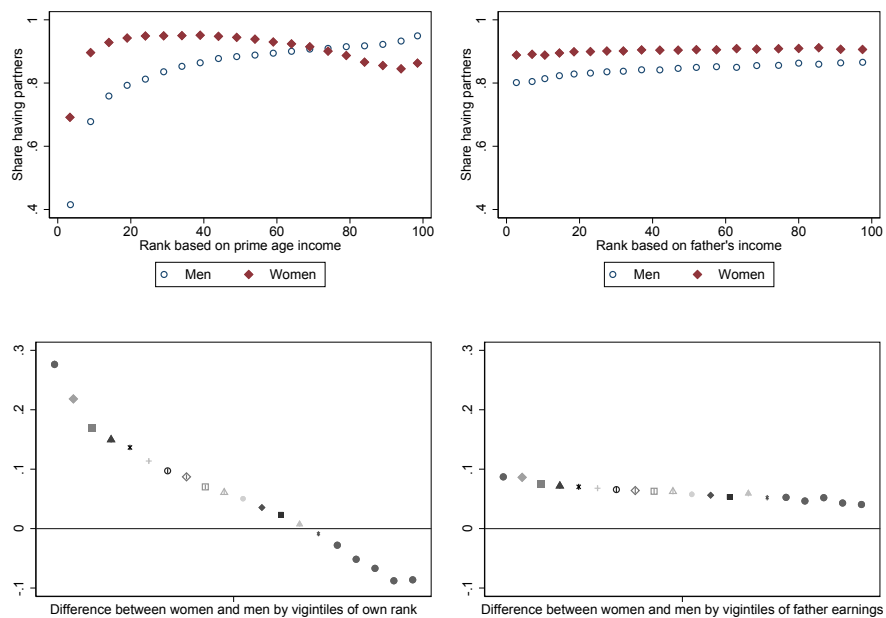 Share having partners
1
.8
.6
.4
0 20 40 60 80 100
Rank based on prime age income
Men Women
Share having partners
1
.8
.6
.4
0 20 40 60 80 100
Rank based on father's income
Men Women
.3
.2
.1
0
-.1
Difference between women and men by vigintiles of own rank
.3
.2
.1
0
-.1
Difference between women and men by vigintiles of father earnings